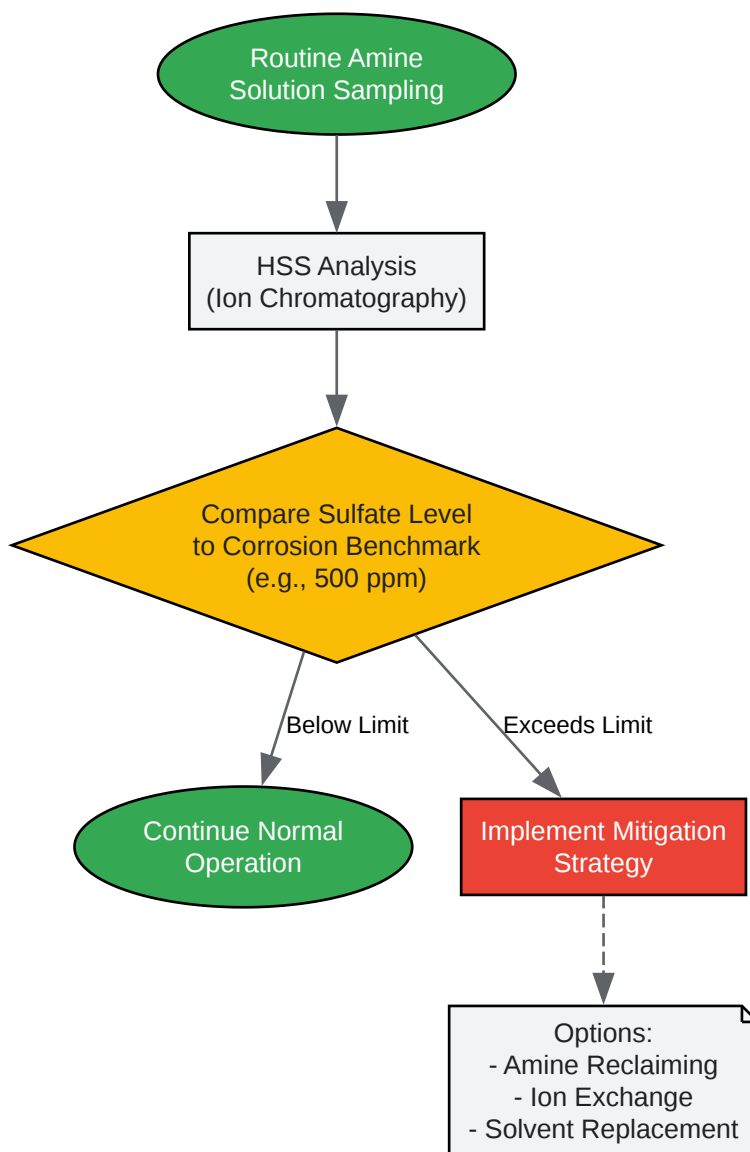 Routine Amine
Solution Sampling
HSS Analysis
(Ion Chromatography)
Compare Sulfate Level
to Corrosion Benchmark
(e.g., 500 ppm)
Below Limit
Exceeds Limit
Continue Normal
Operation
Implement Mitigation
Strategy
Options:
- Amine Reclaiming
- Ion Exchange
- Solvent Replacement